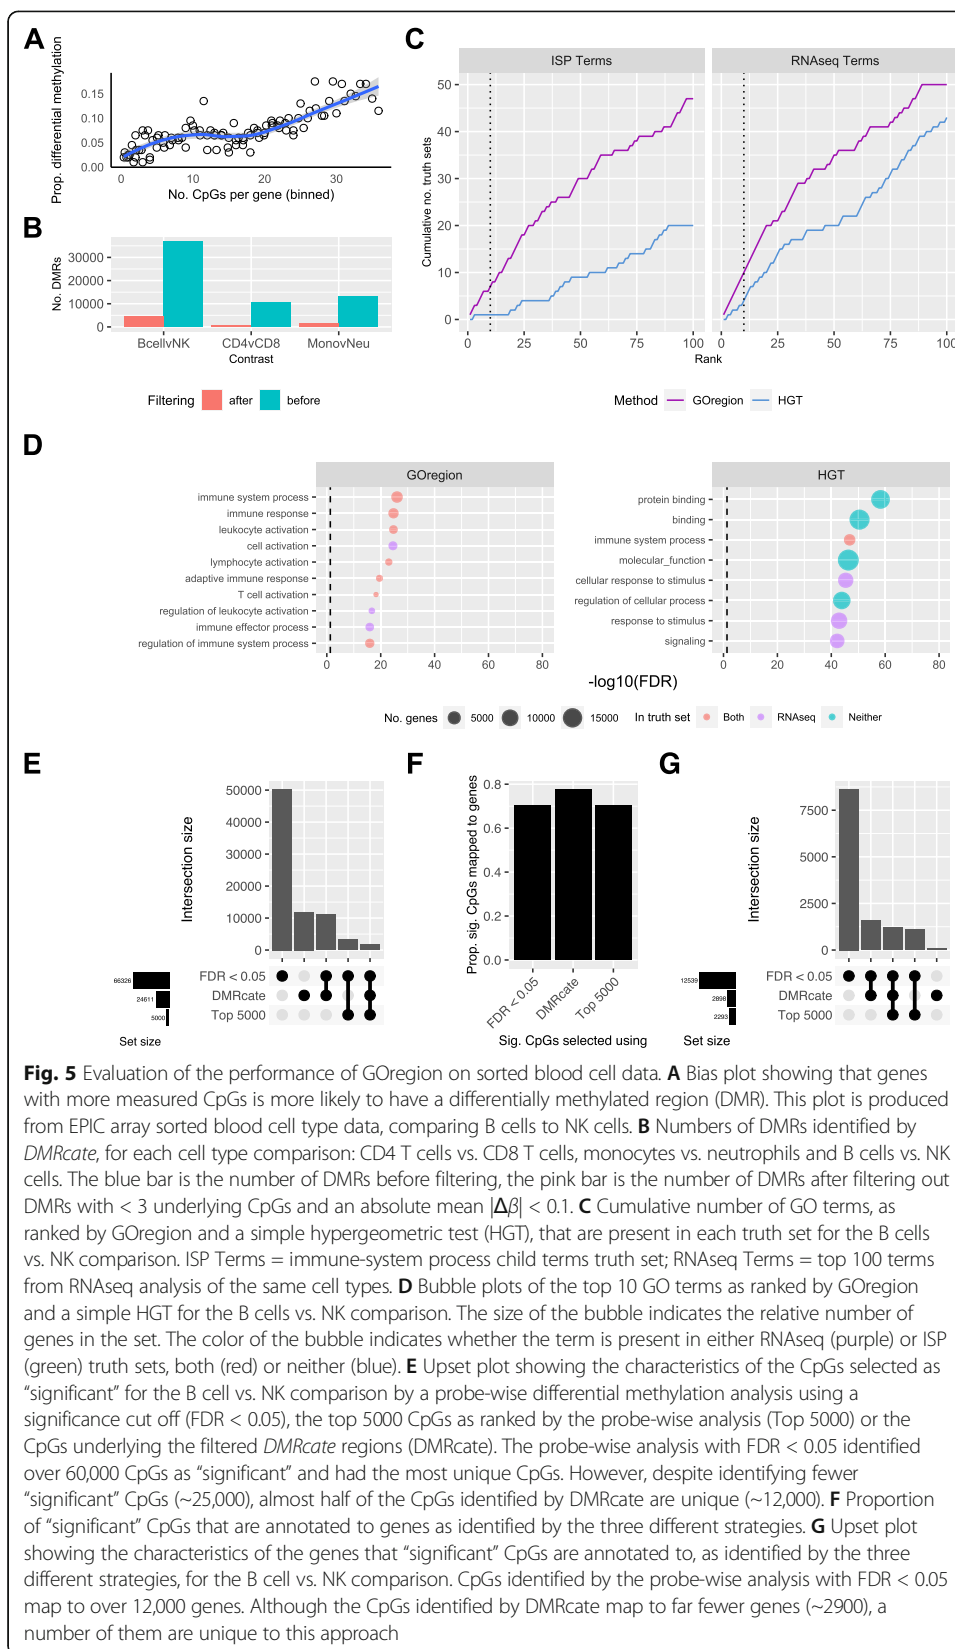 A
Prop. differential methylation
0.15
0.10
0.05
0.00
0
10
20
30
No. CpGs per gene (binned)
B
No. DMRs
30000
20000
10000
0
BcellvNK
CD4vCD8
MonovNeu
Contrast
Filtering
after
before
C
ISP Terms
RNAseq Terms
Cumulative no. truth sets
50
40
30
20
10
0
0
25
50
75
100
0
25
50
75
100
Rank
Method
GOregion
HGT
D
GOregion
immune system process
immune response
leukocyte activation
cell activation
lymphocyte activation
adaptive immune response
T cell activation
regulation of leukocyte activation
immune effector process
regulation of immune system process
0
20
40
60
80
HGT
protein binding
binding
immune system process
molecular_function
cellular response to stimulus
regulation of cellular process
response to stimulus
signaling
0
20
40
60
80
-log10(FDR)
No. genes
5000
10000
15000
In truth set
Both
RNAseq
Neither
E
Intersection size
50000
40000
30000
20000
10000
0
66326
24611
5000
Set size
FDR < 0.05
DMRcate
Top 5000
F
Prop. sig. CpGs mapped to genes
0.8
0.6
0.4
0.2
0.0
FDR < 0.05
DMRcate
Top 5000
Sig. CpGs selected using
G
Intersection size
7500
5000
2500
0
12539
2898
2293
Set size
FDR < 0.05
DMRcate
Top 5000
Fig. 5 Evaluation of the performance of GOregion on sorted blood cell data. A Bias plot showing that genes
with more measured CpGs is more likely to have a differentially methylated region (DMR). This plot is produced
from EPIC array sorted blood cell type data, comparing B cells to NK cells. B Numbers of DMRs identified by
DMRcate, for each cell type comparison: CD4 T cells vs. CD8 T cells, monocytes vs. neutrophils and B cells vs. NK
cells. The blue bar is the number of DMRs before filtering, the pink bar is the number of DMRs after filtering out
DMRs with < 3 underlying CpGs and an absolute mean |Δβ| < 0.1. C Cumulative number of GO terms, as
ranked by GOregion and a simple hypergeometric test (HGT), that are present in each truth set for the B cells
vs. NK comparison. ISP Terms = immune-system process child terms truth set; RNAseq Terms = top 100 terms
from RNAseq analysis of the same cell types. D Bubble plots of the top 10 GO terms as ranked by GOregion
and a simple HGT for the B cells vs. NK comparison. The size of the bubble indicates the relative number of
genes in the set. The color of the bubble indicates whether the term is present in either RNAseq (purple) or ISP
(green) truth sets, both (red) or neither (blue). E Upset plot showing the characteristics of the CpGs selected as
“significant” for the B cell vs. NK comparison by a probe-wise differential methylation analysis using a
significance cut off (FDR < 0.05), the top 5000 CpGs as ranked by the probe-wise analysis (Top 5000) or the
CpGs underlying the filtered DMRcate regions (DMRcate). The probe-wise analysis with FDR < 0.05 identified
over 60,000 CpGs as “significant” and had the most unique CpGs. However, despite identifying fewer
“significant” CpGs (~25,000), almost half of the CpGs identified by DMRcate are unique (~12,000). F Proportion
of “significant” CpGs that are annotated to genes as identified by the three different strategies. G Upset plot
showing the characteristics of the genes that “significant” CpGs are annotated to, as identified by the three
different strategies, for the B cell vs. NK comparison. CpGs identified by the probe-wise analysis with FDR < 0.05
map to over 12,000 genes. Although the CpGs identified by DMRcate map to far fewer genes (~2900), a
number of them are unique to this approach